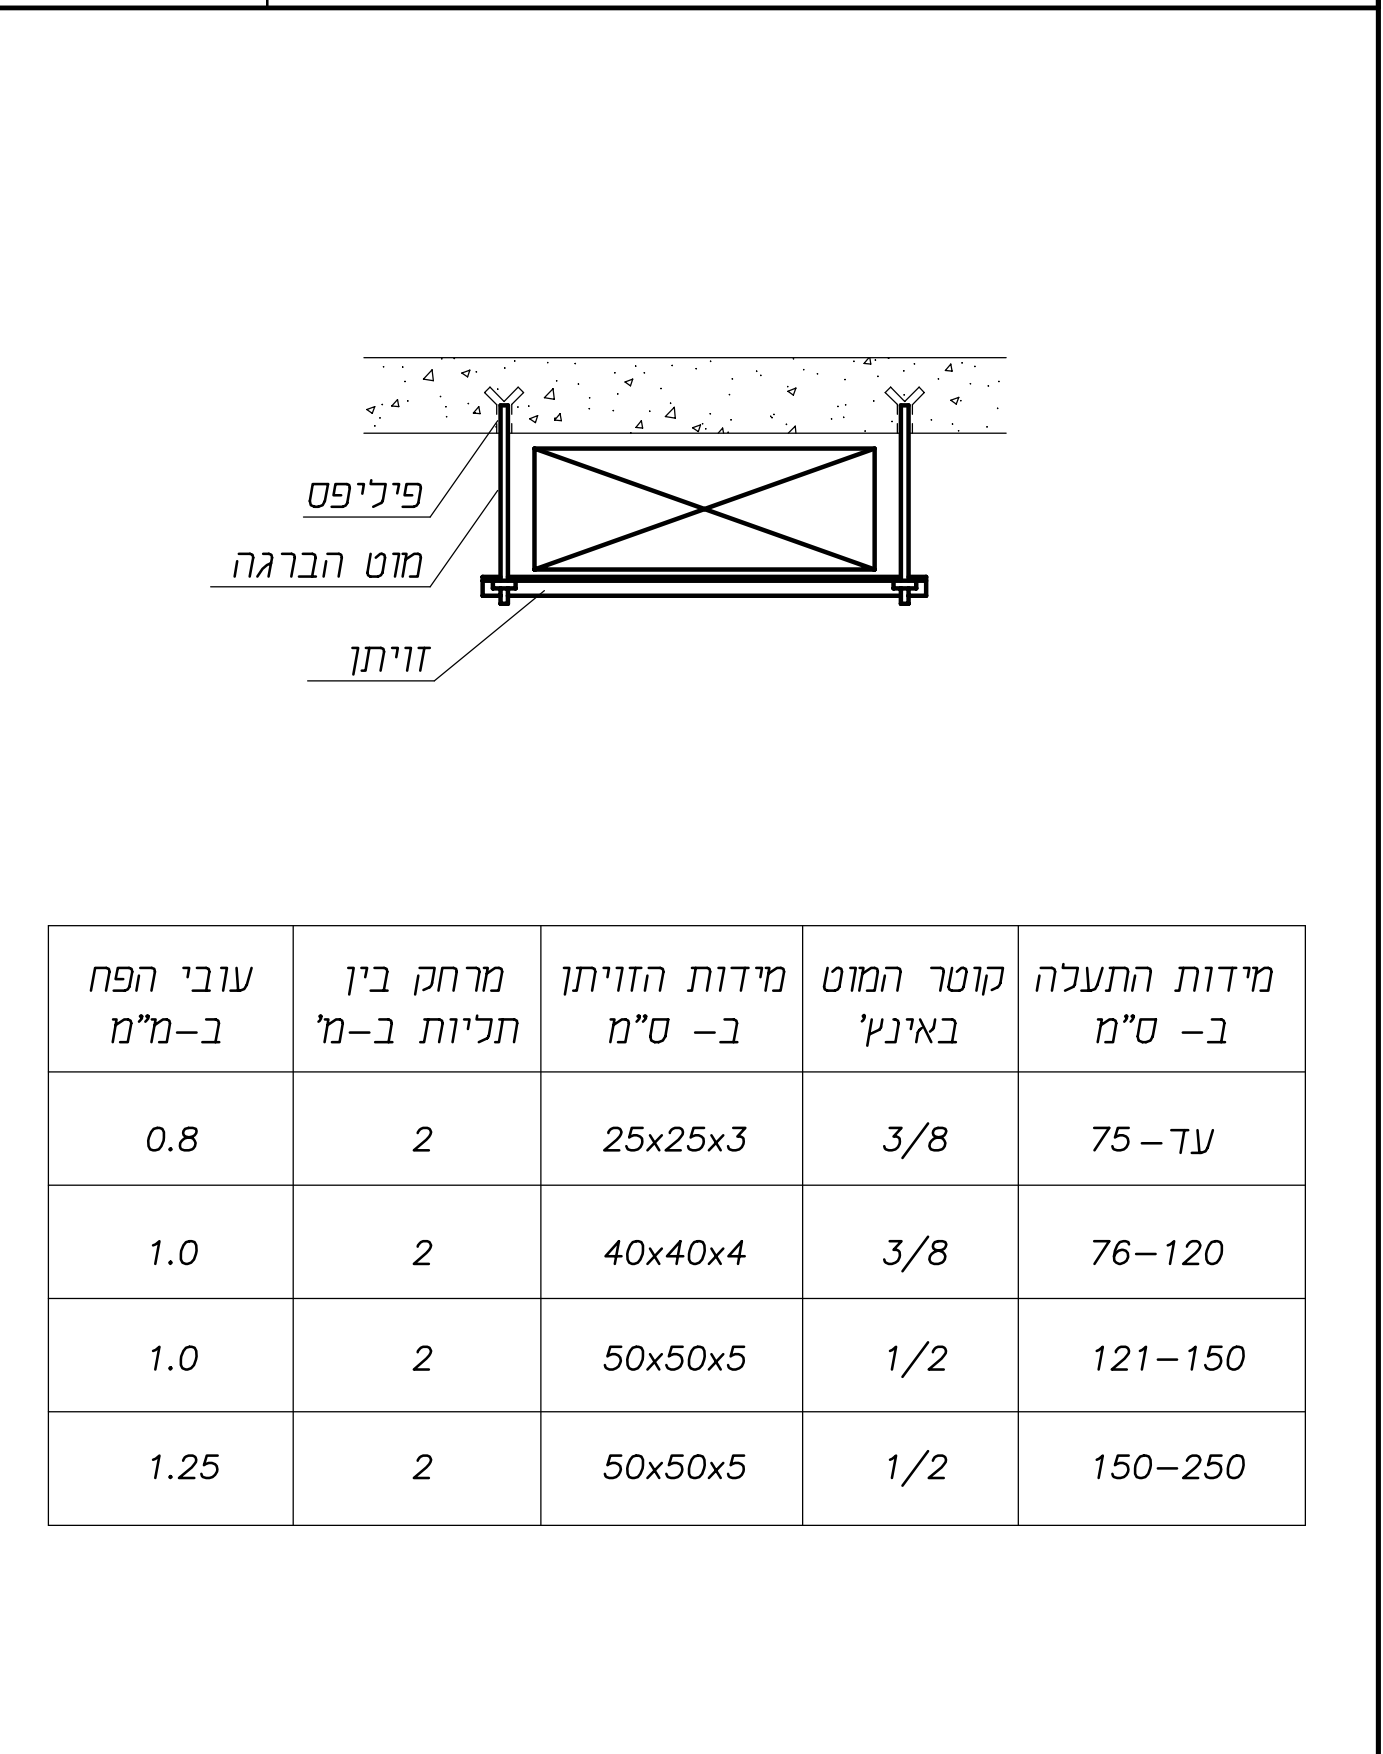 פיליפס
מוט הברגה
זויתן
מידות התעלה ב- ס"מ
קוטר המוט באינץ'
מידות הזויתן ב- ס"מ
מרחק בין תליות ב-מ'
עובי הפח ב-מ"מ
עד-75 3/8 25x25x3 2 0.8
76-120 3/8 40x40x4 2 1.0
121-150 1/2 50x50x5 2 1.0
150-250 1/2 50x50x5 2 1.25